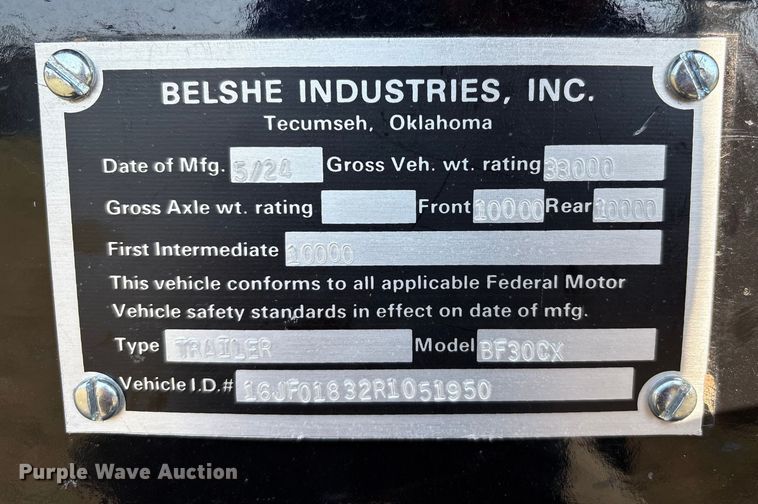 BELSHE INDUSTRIES, INC.
Tecumseh, Oklahoma
Date of Mfg. 5/24 Gross Veh. wt. rating 33000
Gross Axle wt. rating Front 10000 Rear 10000
First Intermediate 10000
This vehicle conforms to all applicable Federal Motor
Vehicle safety standards in effect on date of mfg.
Type TRAILER Model BF30CX
Vehicle I.D.# 16JF01832R1051950
Purple Wave Auction